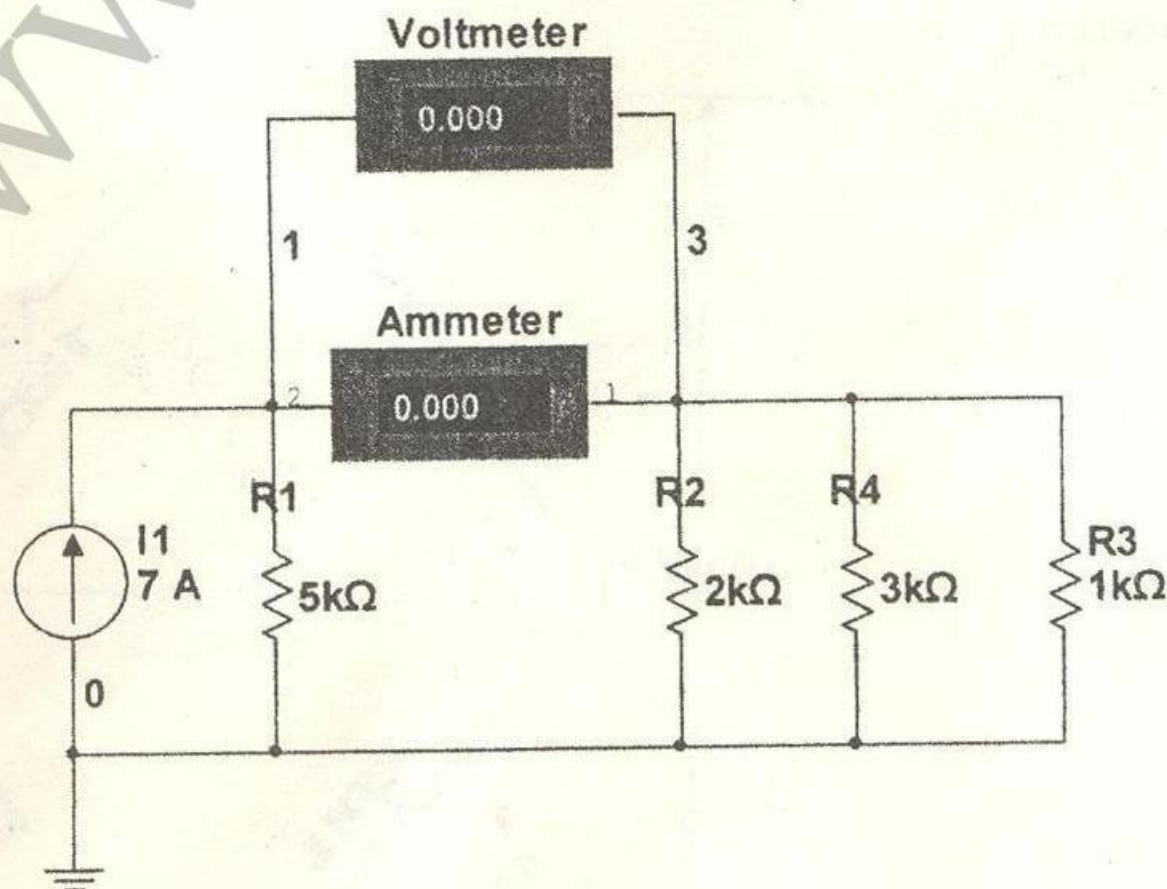 Voltmeter
0.000
1
3
Ammeter
2
0.000
1
R1
R2
R4
I1
7 A
5kΩ
2kΩ
3kΩ
R3
1kΩ
0